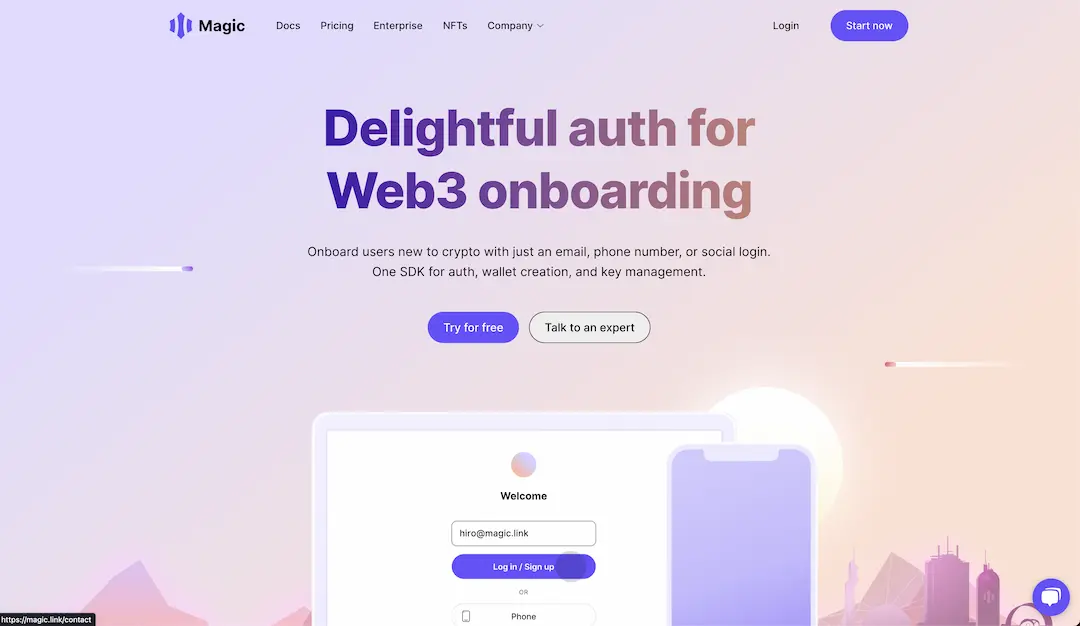 Magic
Docs
Pricing
Enterprise
NFTs
Company
Login
Start now
Delightful auth for
Web3 onboarding
Onboard users new to crypto with just an email, phone number, or social login.
One SDK for auth, wallet creation, and key management.
Try for free
Talk to an expert
Welcome
hiro@magic.link
Log in / Sign up
OR
Phone
https://magic.link/contact